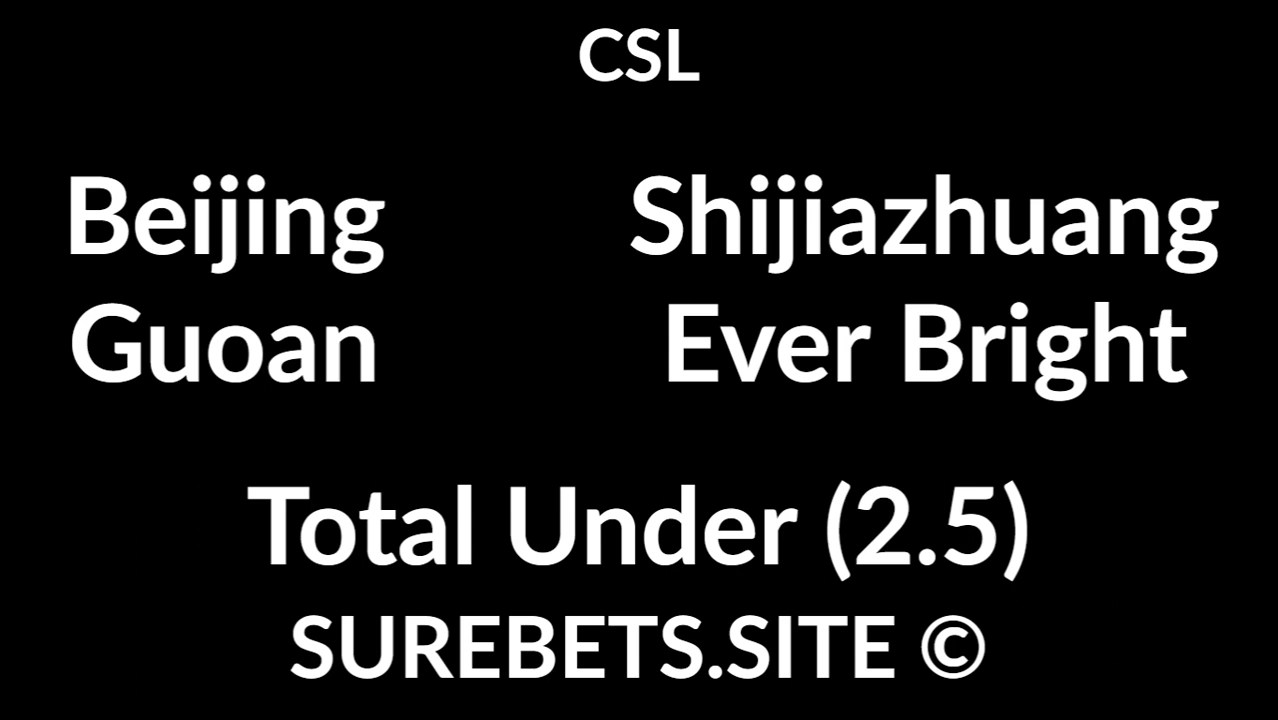 CSL
Beijing
Guoan
Shijiazhuang
Ever Bright
Total Under (2.5)
SUREBETS.SITE ©